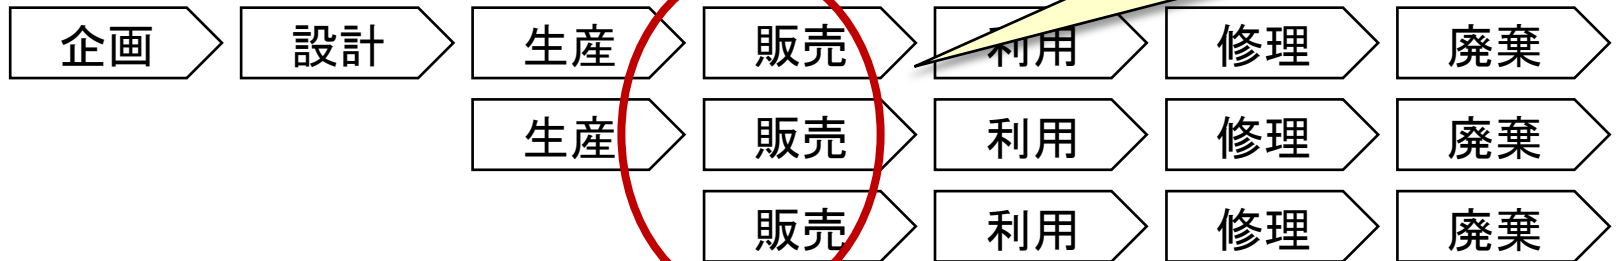 企画 設計 生産 販売 利用 修理 廃棄
生産 販売 利用 修理 廃棄
販売 利用 修理 廃棄